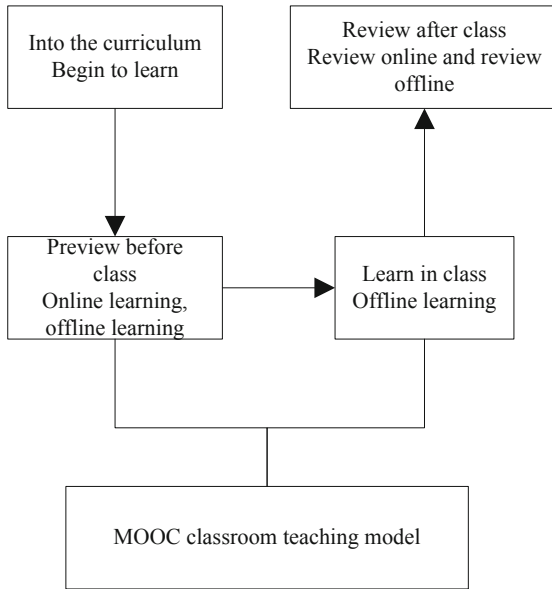 Into the curriculum
Begin to learn
Review after class
Review online and review
offline
Preview before
class
Online learning,
offline learning
Learn in class
Offline learning
MOOC classroom teaching model